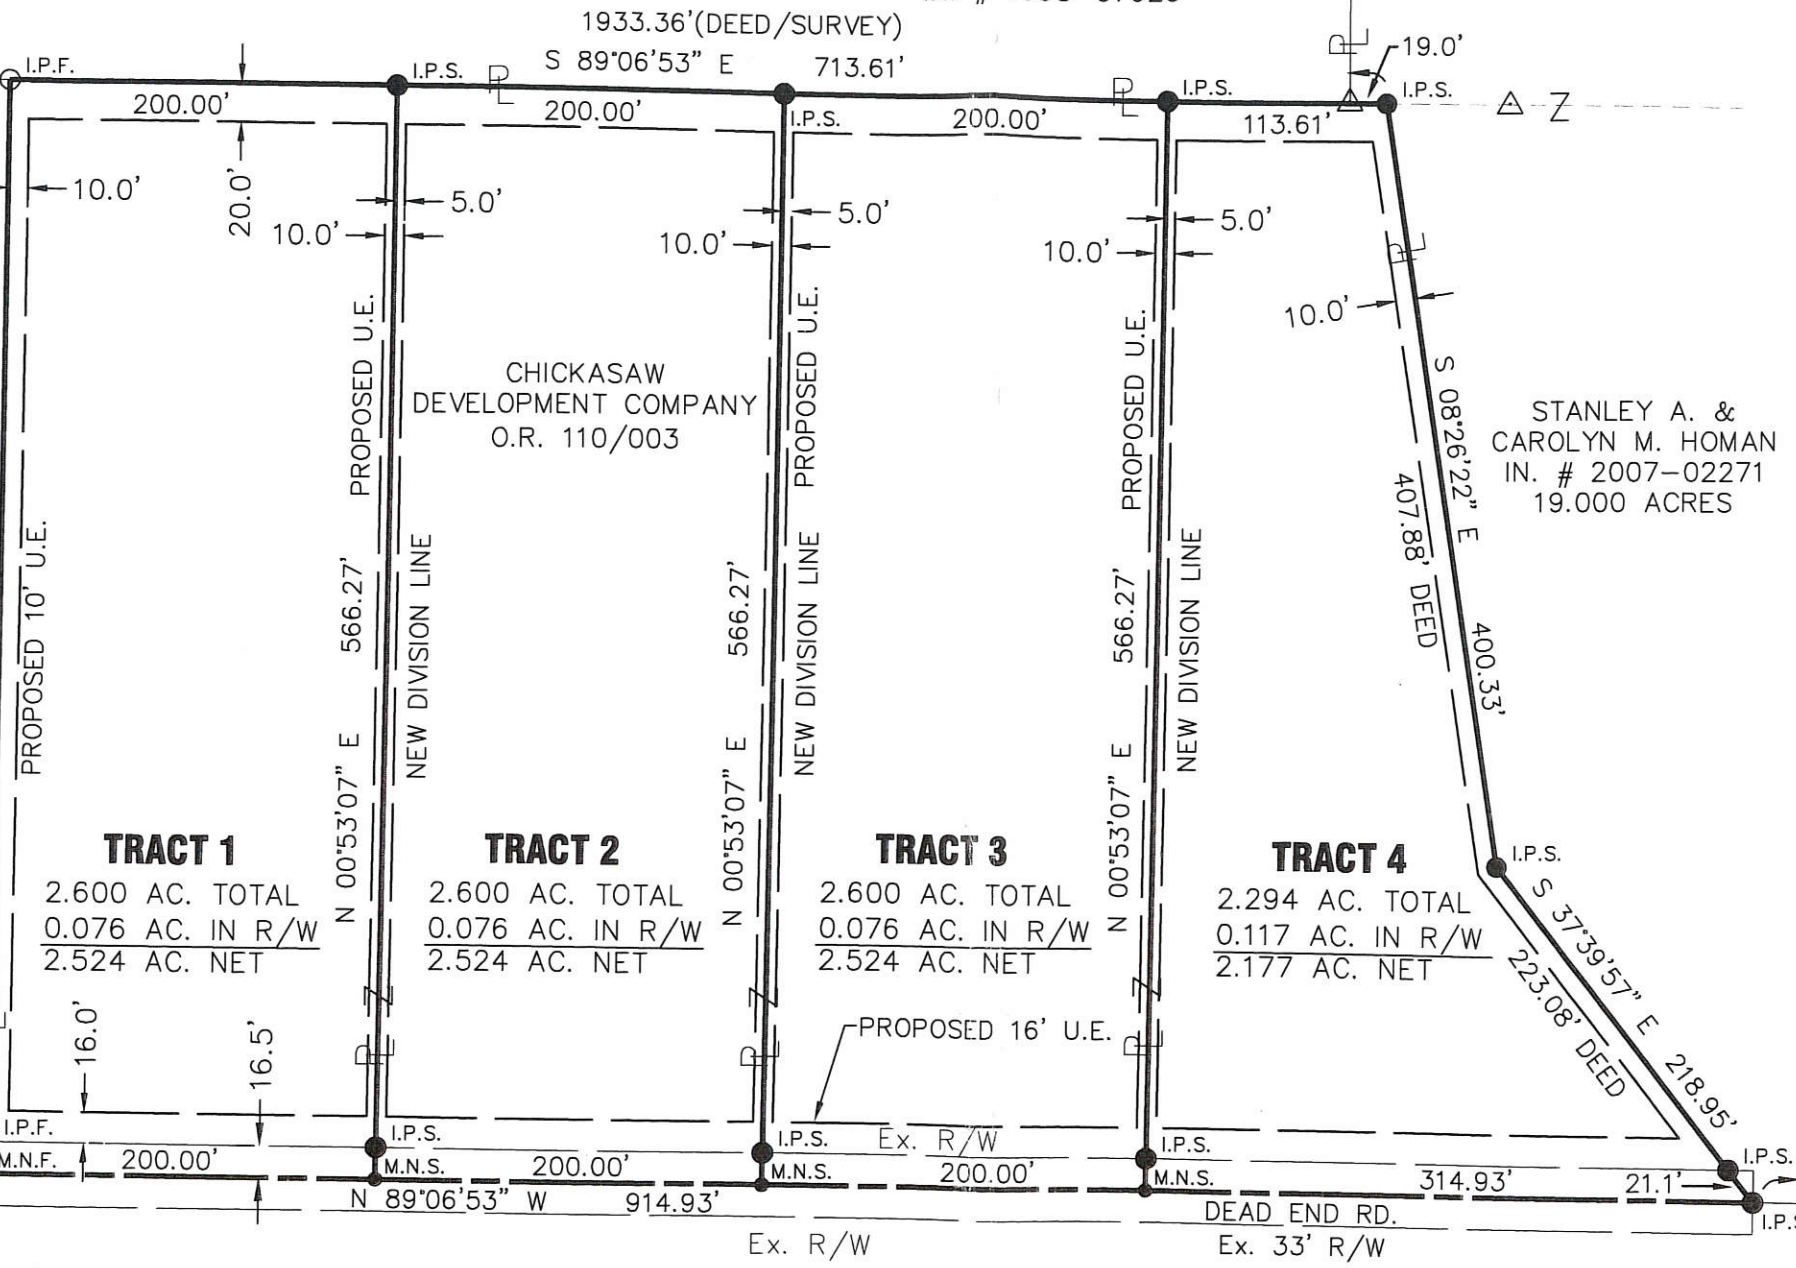 1933.36'(DEED/SURVEY)
S 89°06'53" E 713.61'
I.P.F.
I.P.S.
PL
I.P.S.
PL
I.P.S.
PL
19.0'
I.P.S.
Z
200.00'
200.00'
200.00'
113.61'
10.0'
20.0'
10.0'
5.0'
10.0'
5.0'
10.0'
5.0'
PL
10.0'
PROPOSED U.E.
PROPOSED U.E.
PROPOSED U.E.
CHICKASAW
DEVELOPMENT COMPANY
O.R. 110/003
S 08°26'22" E 400.33'
407.88' DEED
STANLEY A. &
CAROLYN M. HOMAN
IN. # 2007-02271
19.000 ACRES
PROPOSED 10' U.E.
N 00°53'07" E 566.27'
NEW DIVISION LINE
N 00°53'07" E 566.27'
NEW DIVISION LINE
N 00°53'07" E 566.27'
NEW DIVISION LINE
TRACT 1
2.600 AC. TOTAL
0.076 AC. IN R/W
2.524 AC. NET
TRACT 2
2.600 AC. TOTAL
0.076 AC. IN R/W
2.524 AC. NET
TRACT 3
2.600 AC. TOTAL
0.076 AC. IN R/W
2.524 AC. NET
TRACT 4
2.294 AC. TOTAL
0.117 AC. IN R/W
2.177 AC. NET
I.P.S.
S 37°39'57" E 218.95'
223.08' DEED
16.0'
16.5'
Z
PL
Z
PL
Z
PL
PROPOSED 16' U.E.
I.P.F.
I.P.S.
I.P.S.
Ex. R/W
I.P.S.
I.P.S.
M.N.F.
200.00'
M.N.S.
200.00'
M.N.S.
200.00'
M.N.S.
314.93'
21.1'
N 89°06'53" W 914.93'
DEAD END RD.
Ex. R/W
Ex. 33' R/W